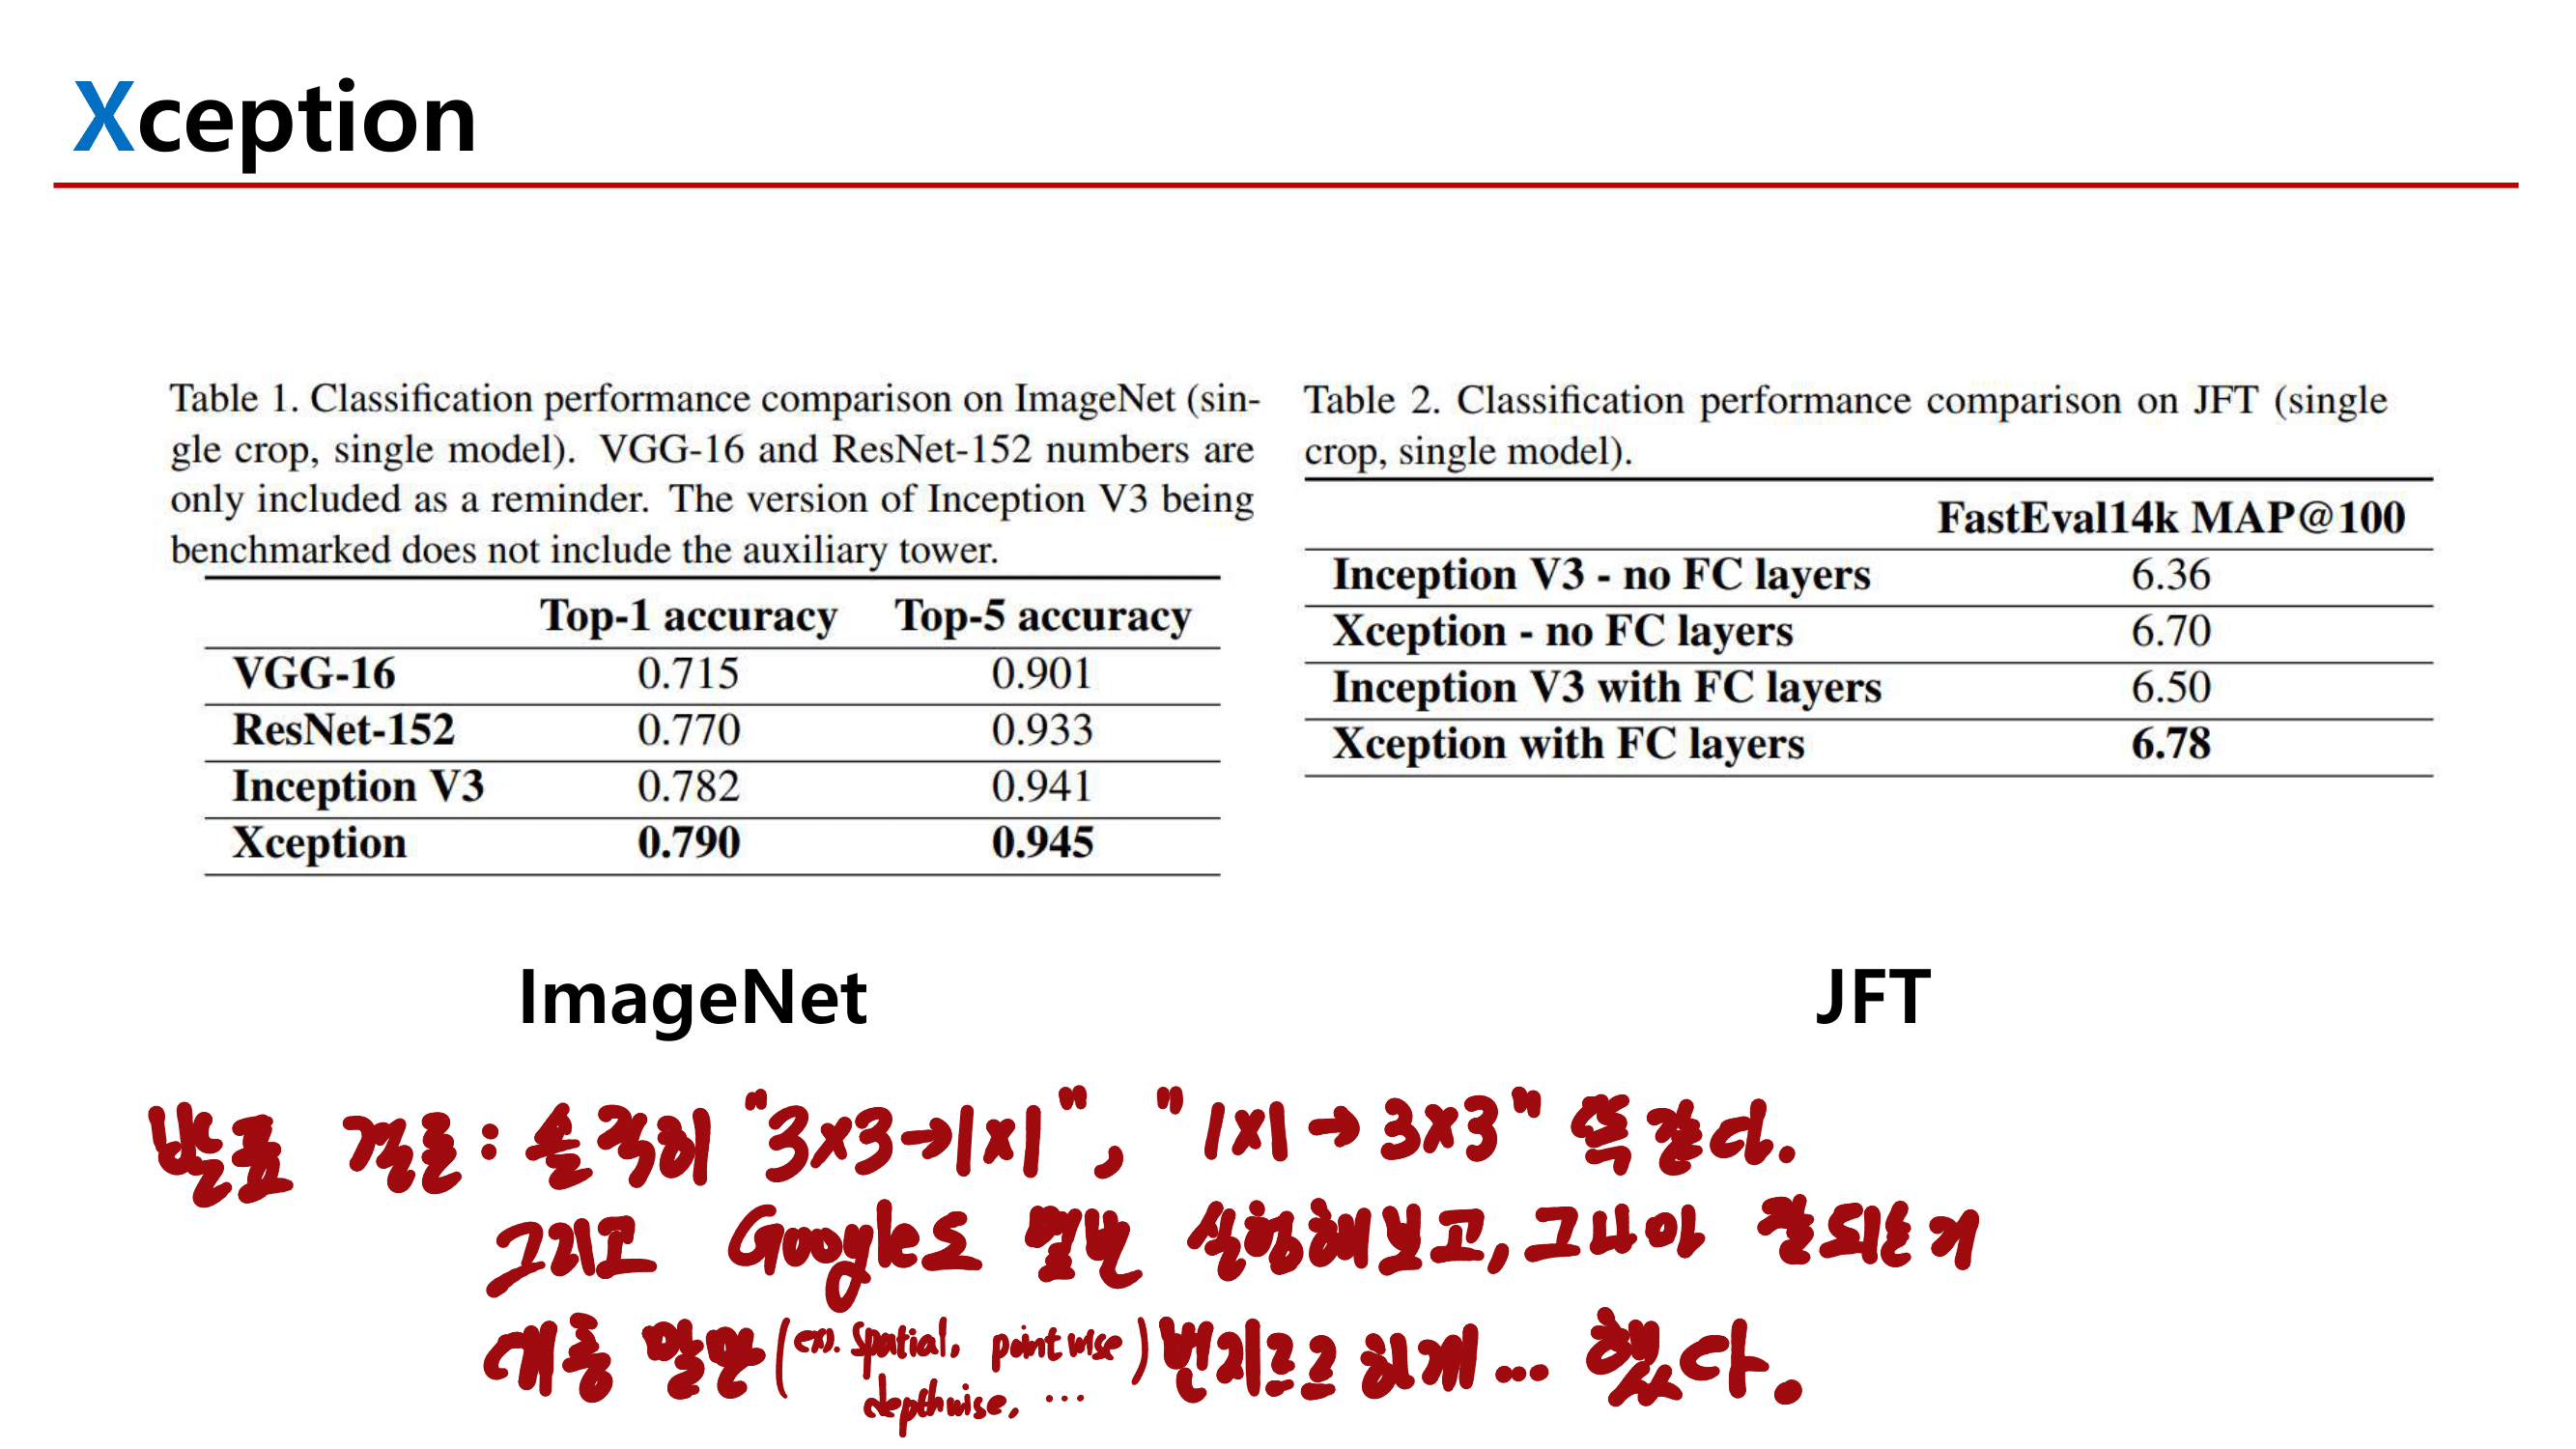 Xception
Table 1. Classification performance comparison on ImageNet (sin-
gle crop, single model). VGG-16 and ResNet-152 numbers are
only included as a reminder. The version of Inception V3 being
benchmarked does not include the auxiliary tower.
Top-1 accuracy Top-5 accuracy
VGG-16 0.715 0.901
ResNet-152 0.770 0.933
Inception V3 0.782 0.941
Xception 0.790 0.945
Table 2. Classification performance comparison on JFT (single
crop, single model).
FastEval14k MAP@100
Inception V3 - no FC layers 6.36
Xception - no FC layers 6.70
Inception V3 with FC layers 6.50
Xception with FC layers 6.78
ImageNet
JFT
발표 결론: 솔직히 "3x3→1x1", "1x1→3x3" 똑같다.
그리고 Google도 몇번 실험해보고, 그나마 잘되는거
대충 말만 (ex. spatial, pointwise) 하게... 했다.
depthwise, ...